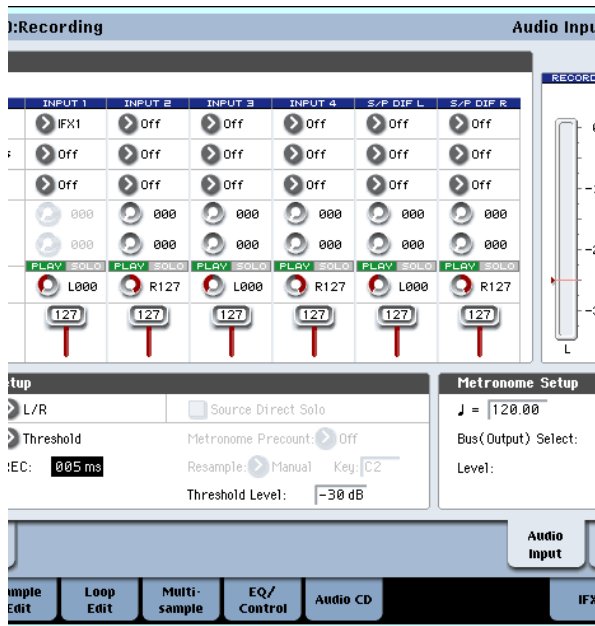 ):Recording Audio Inpu
RECORD
INPUT 1 INPUT 2 INPUT 3 INPUT 4 S/P DIF L S/P DIF R
IFX1 Off Off Off Off Off
Off Off Off Off Off Off
Off Off Off Off Off Off
000 000 000 000 000 000
000 000 000 000 000 000
PLAY SOLO PLAY SOLO PLAY SOLO PLAY SOLO PLAY SOLO PLAY SOLO
L000 R127 L000 R127 L000 R127
127 127 127 127 127 127
L
etup Metronome Setup
L/R Source Direct Solo ♩ = 120.00
Threshold Metronome Precount: Off Bus(Output) Select:
REC: 005 ms Resample: Manual Key: C2 Level:
Threshold Level: -30 dB
Audio
Input
ample Loop Multi- EQ/ Audio CD IFX
Edit Edit sample Control